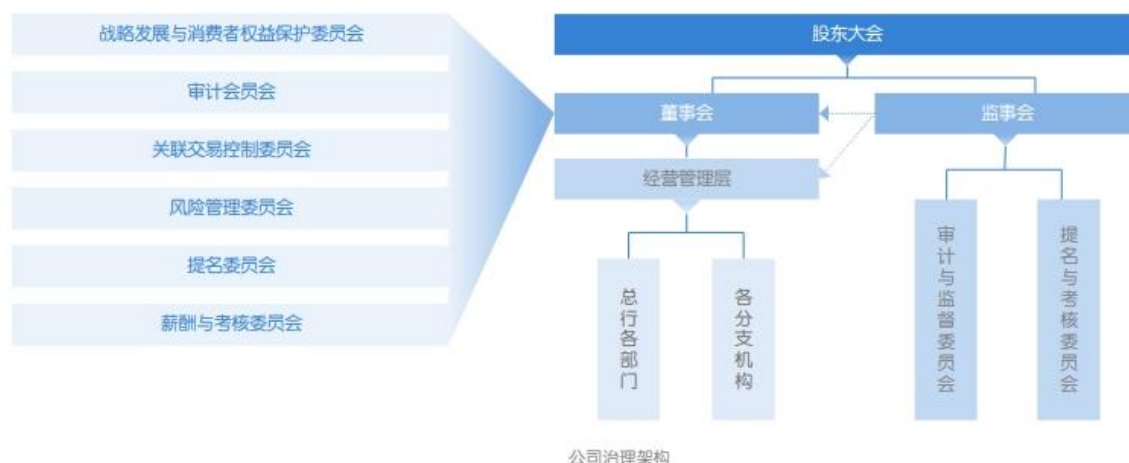 战略发展与消费者权益保护委员会
审计会员会
关联交易控制委员会
风险管理委员会
提名委员会
薪酬与考核委员会
股东大会
董事会
监事会
经营管理层
总行各部门
各分支机构
审计与监督委员会
提名与考核委员会
公司治理架构